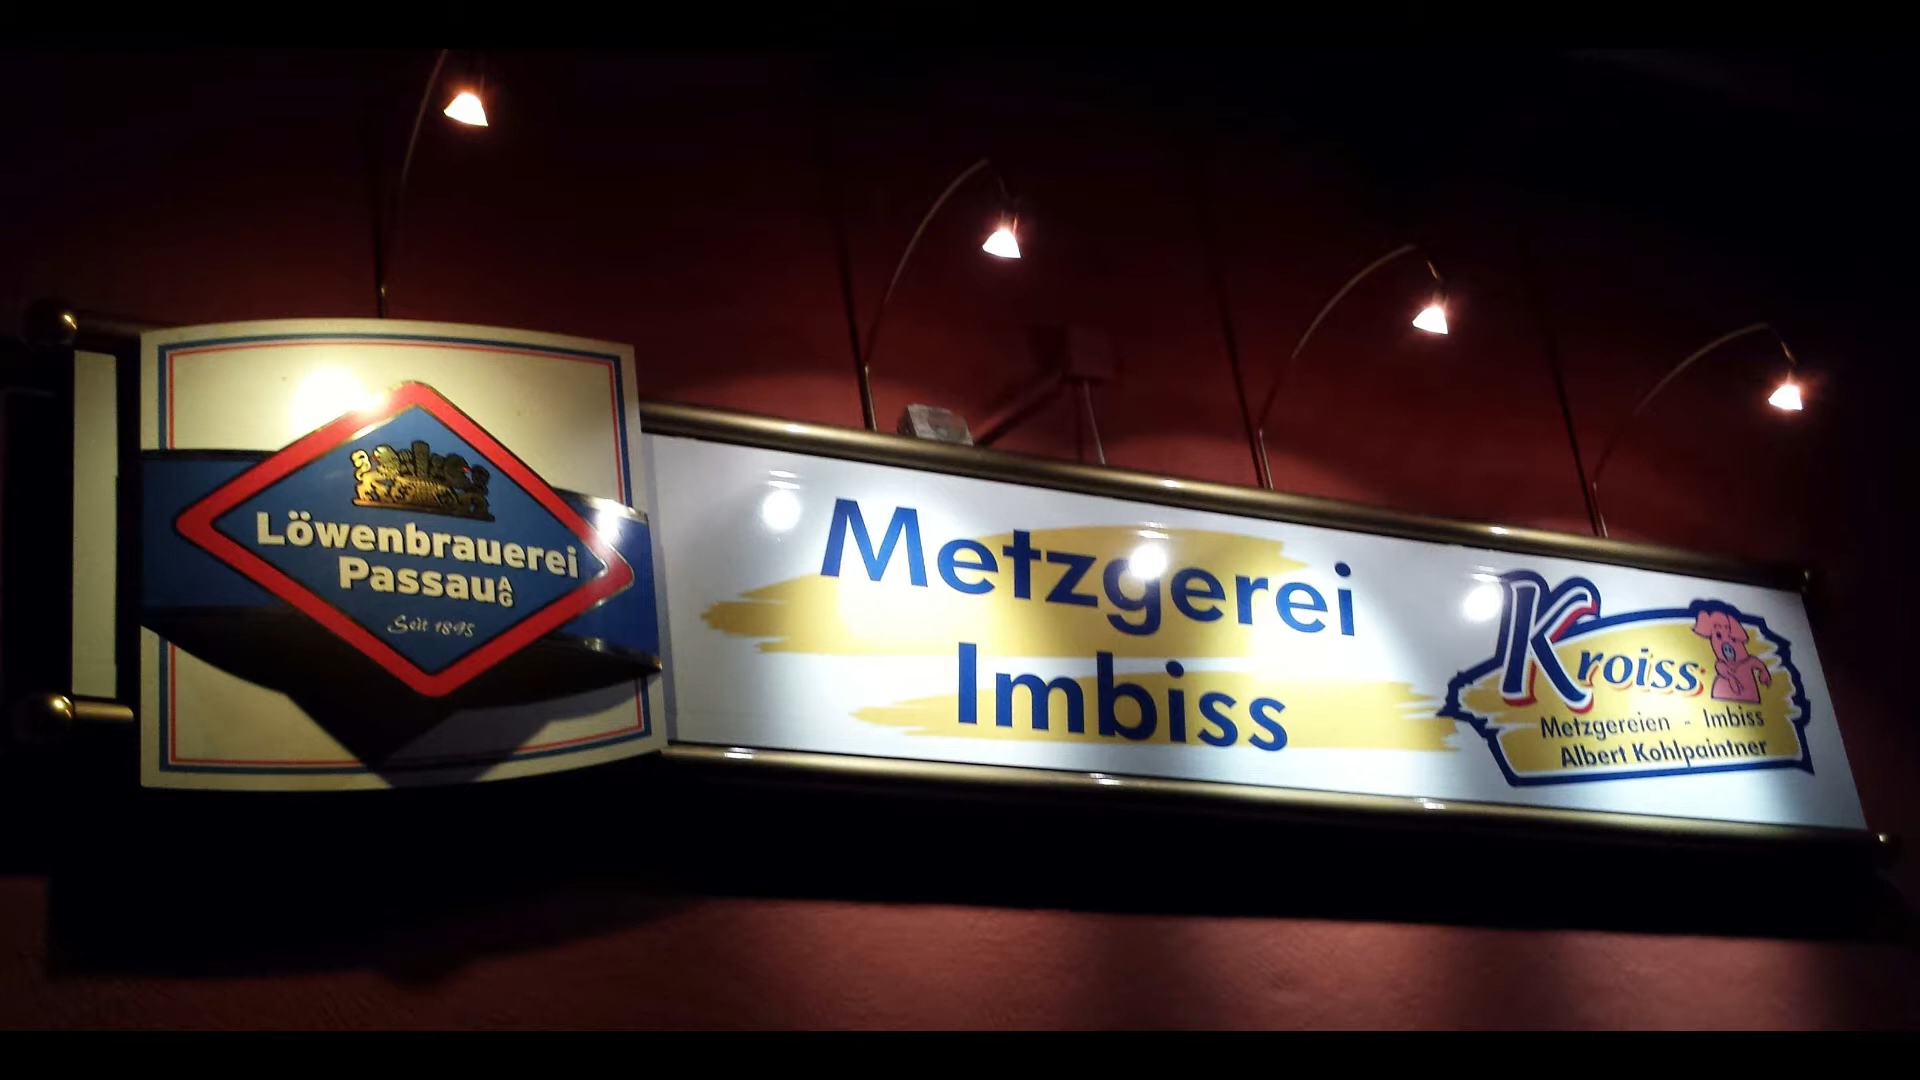 Löwenbrauerei
Passau AG
Seit 1895
Metzgerei
Imbiss
Kroiss
Metzgereien - Imbiss
Albert Kohlpaintner